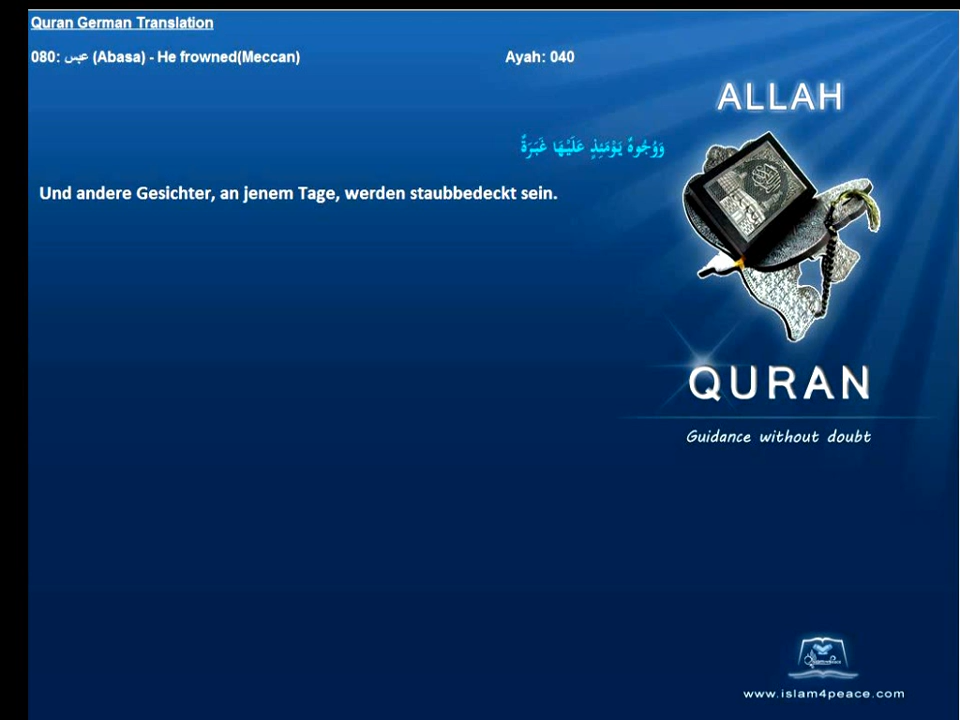 Quran German Translation
080: عبس (Abasa) - He frowned(Meccan) Ayah: 040
ALLAH
وَوُجُوهٌ يَوْمَئِذٍ عَلَيْهَا غَبَرَةٌ
Und andere Gesichter, an jenem Tage, werden staubbedeckt sein.
QURAN
Guidance without doubt
www.islam4peace.com